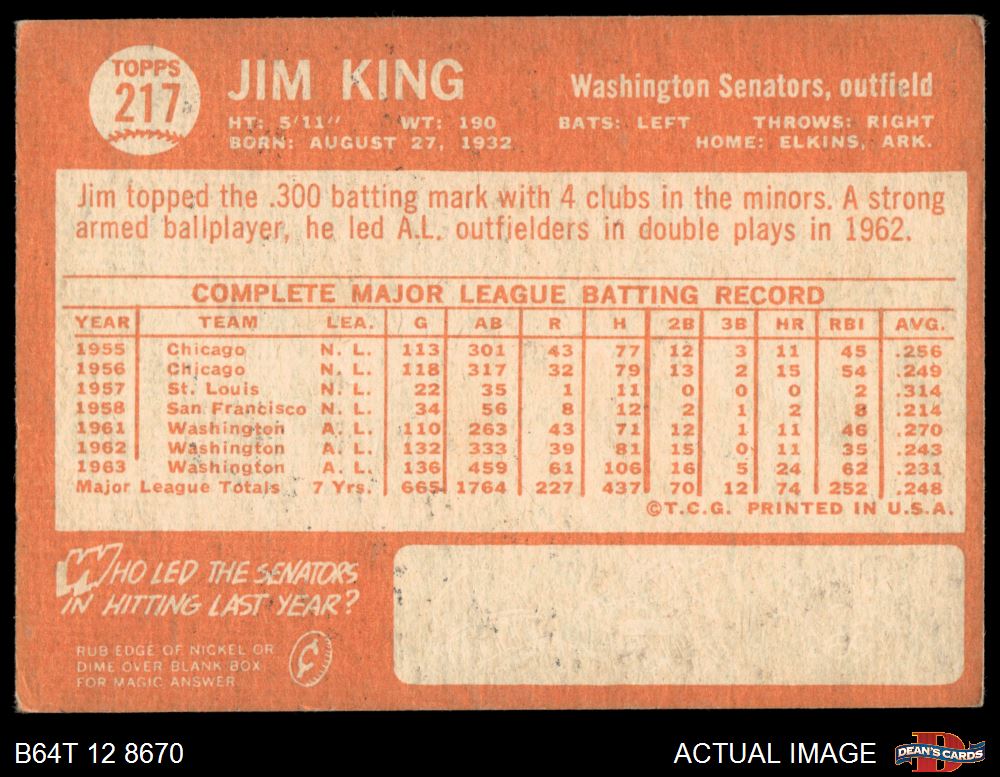 TOPPS
217
JIM KING
Washington Senators, outfield
HT: 5'11" WT: 190 BATS: LEFT THROWS: RIGHT
BORN: AUGUST 27, 1932 HOME: ELKINS, ARK.
Jim topped the .300 batting mark with 4 clubs in the minors. A strong
armed ballplayer, he led A.L. outfielders in double plays in 1962.
COMPLETE MAJOR LEAGUE BATTING RECORD
YEAR TEAM LEA. G AB R H 2B 3B HR RBI AVG.
1955 Chicago N. L. 113 301 43 77 12 3 11 45 .256
1956 Chicago N. L. 118 317 32 79 13 2 15 54 .249
1957 St. Louis N. L. 22 35 1 11 0 0 0 2 .314
1958 San Francisco N. L. 34 56 8 12 2 1 2 8 .214
1961 Washington A. L. 110 263 43 71 12 1 11 46 .270
1962 Washington A. L. 132 333 39 81 15 0 11 35 .243
1963 Washington A. L. 136 459 61 106 16 5 24 62 .231
Major League Totals 7 Yrs. 665 1764 227 437 70 12 74 252 .248
©T.C.G. PRINTED IN U.S.A.
WHO LED THE SENATORS
IN HITTING LAST YEAR?
RUB EDGE OF NICKEL OR
DIME OVER BLANK BOX
FOR MAGIC ANSWER
B64T 12 8670
ACTUAL IMAGE
D
DEAN'S CARDS